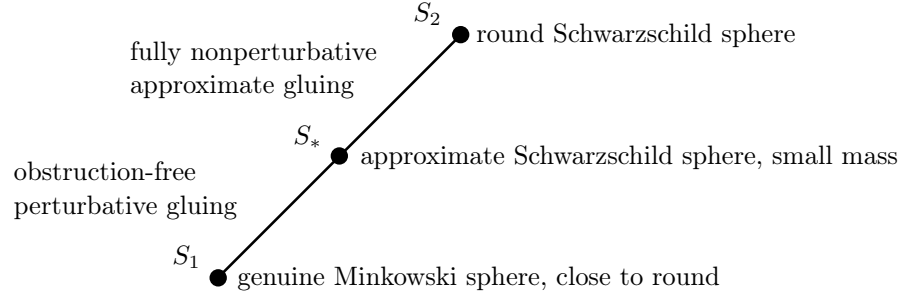 S₂
round Schwarzschild sphere
fully nonperturbative
approximate gluing
S∗
approximate Schwarzschild sphere, small mass
obstruction-free
perturbative gluing
S₁
genuine Minkowski sphere, close to round